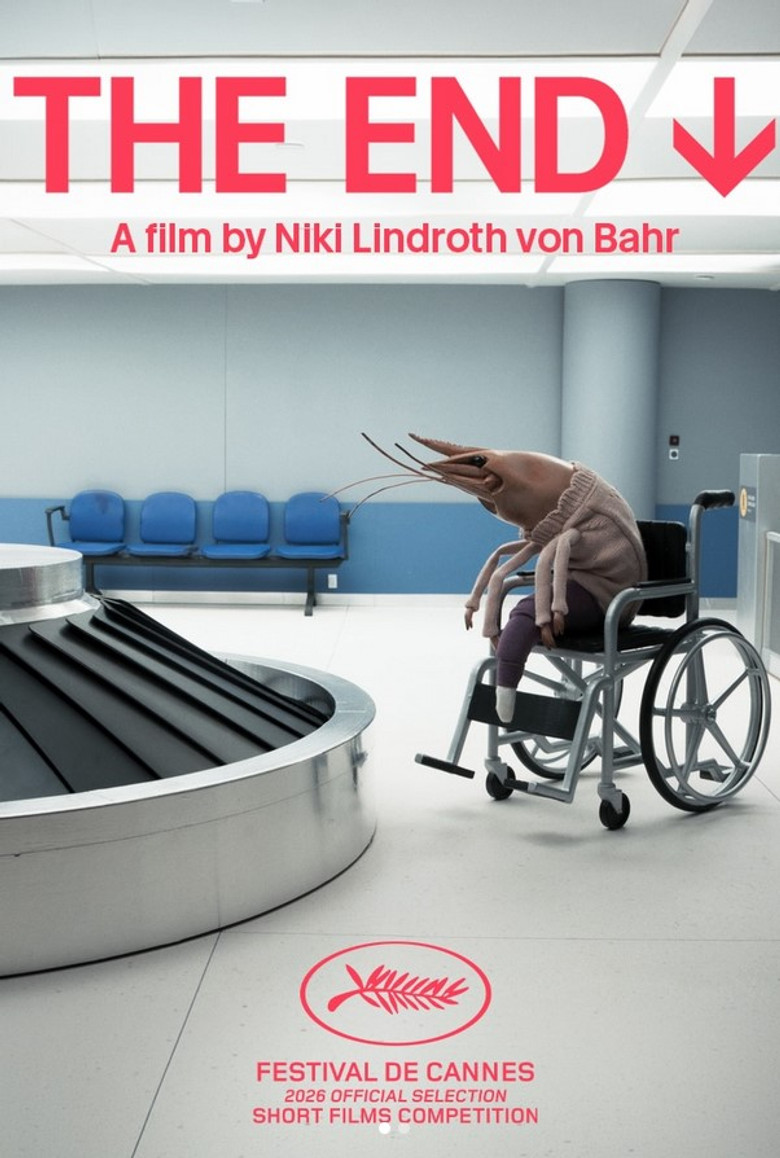 THE END ↓
A film by Niki Lindroth von Bahr
FESTIVAL DE CANNES
2026 OFFICIAL SELECTION
SHORT FILMS COMPETITION